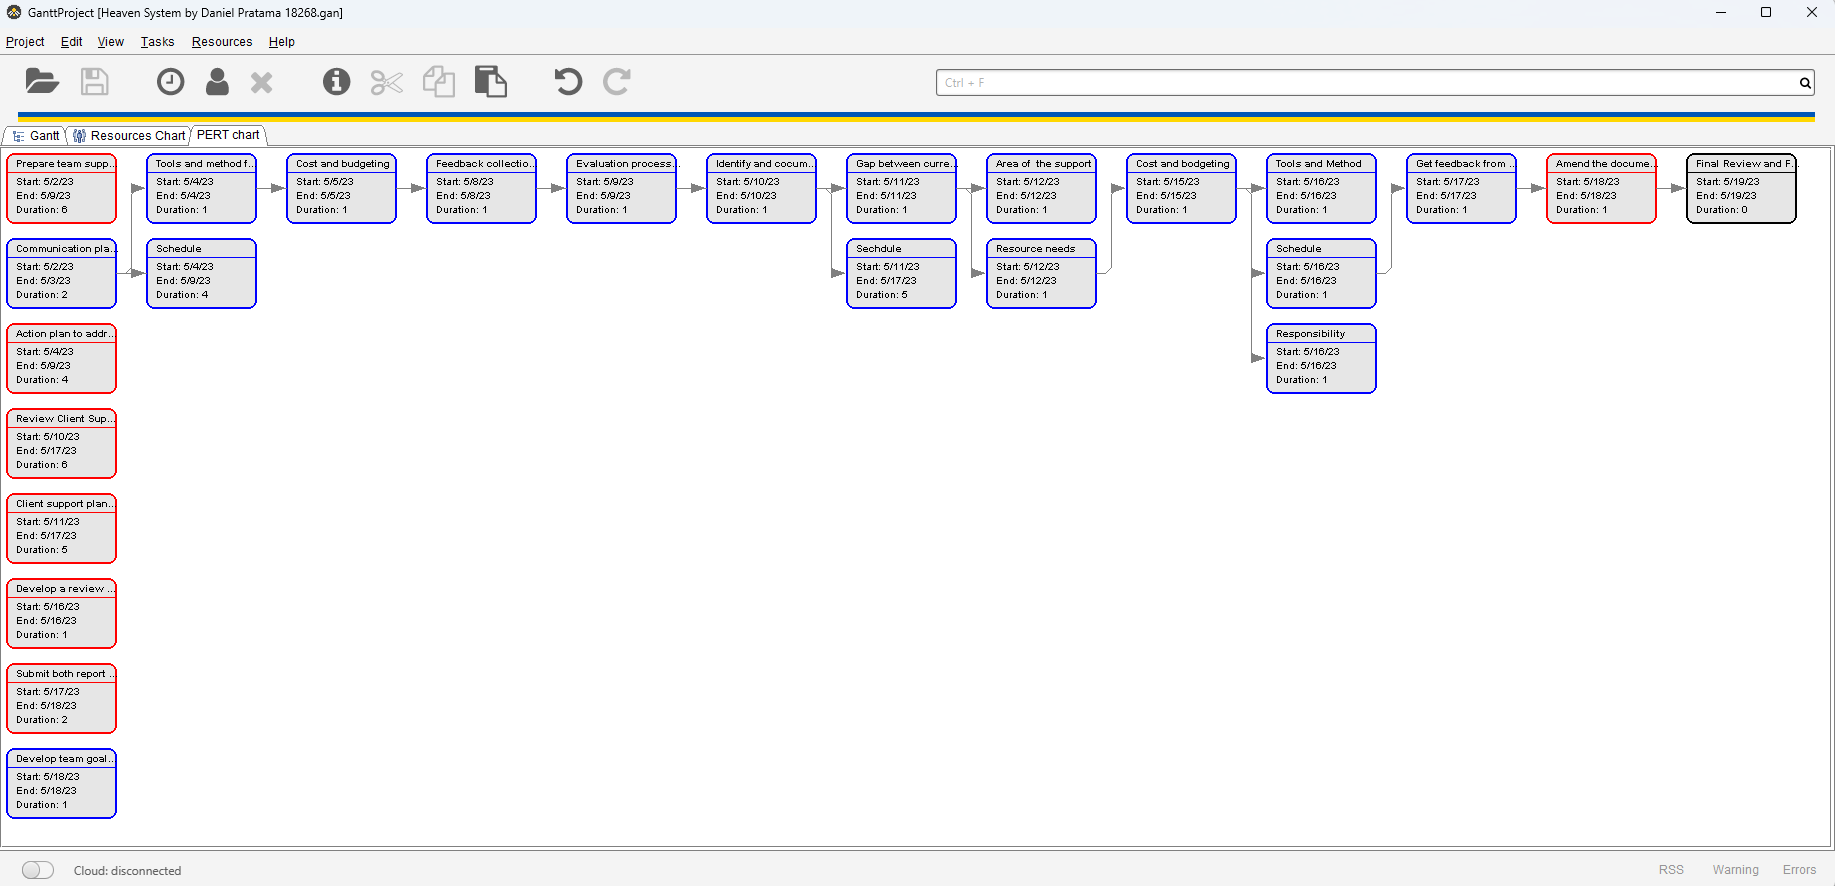 GanttProject [Heaven System by Daniel Pratama 18268.gan]
Project Edit View Tasks Resources Help
Ctrl + F
Gantt Resources Chart PERT chart
Prepare team supp...
Start: 5/2/23
End: 5/9/23
Duration: 6
Tools and method f...
Start: 5/4/23
End: 5/4/23
Duration: 1
Cost and budgeting
Start: 5/5/23
End: 5/5/23
Duration: 1
Feedback collectio...
Start: 5/8/23
End: 5/8/23
Duration: 1
Evaluation process...
Start: 5/9/23
End: 5/9/23
Duration: 1
Identify and cocum...
Start: 5/10/23
End: 5/10/23
Duration: 1
Gap between curre...
Start: 5/11/23
End: 5/11/23
Duration: 1
Area of the support
Start: 5/12/23
End: 5/12/23
Duration: 1
Cost and bodgeting
Start: 5/15/23
End: 5/15/23
Duration: 1
Tools and Method
Start: 5/16/23
End: 5/16/23
Duration: 1
Get feedback from ...
Start: 5/17/23
End: 5/17/23
Duration: 1
Amend the docume...
Start: 5/18/23
End: 5/18/23
Duration: 1
Final Review and F...
Start: 5/19/23
End: 5/19/23
Duration: 0
Communication pla...
Start: 5/2/23
End: 5/3/23
Duration: 2
Schedule
Start: 5/4/23
End: 5/9/23
Duration: 4
Sechdule
Start: 5/11/23
End: 5/17/23
Duration: 5
Resource needs
Start: 5/12/23
End: 5/12/23
Duration: 1
Schedule
Start: 5/16/23
End: 5/16/23
Duration: 1
Action plan to addr...
Start: 5/4/23
End: 5/9/23
Duration: 4
Responsibility
Start: 5/16/23
End: 5/16/23
Duration: 1
Review Client Sup...
Start: 5/10/23
End: 5/17/23
Duration: 6
Client support plan...
Start: 5/11/23
End: 5/17/23
Duration: 5
Develop a review ...
Start: 5/16/23
End: 5/16/23
Duration: 1
Submit both report ...
Start: 5/17/23
End: 5/18/23
Duration: 2
Develop team goal...
Start: 5/18/23
End: 5/18/23
Duration: 1
Cloud: disconnected
RSS Warning Errors